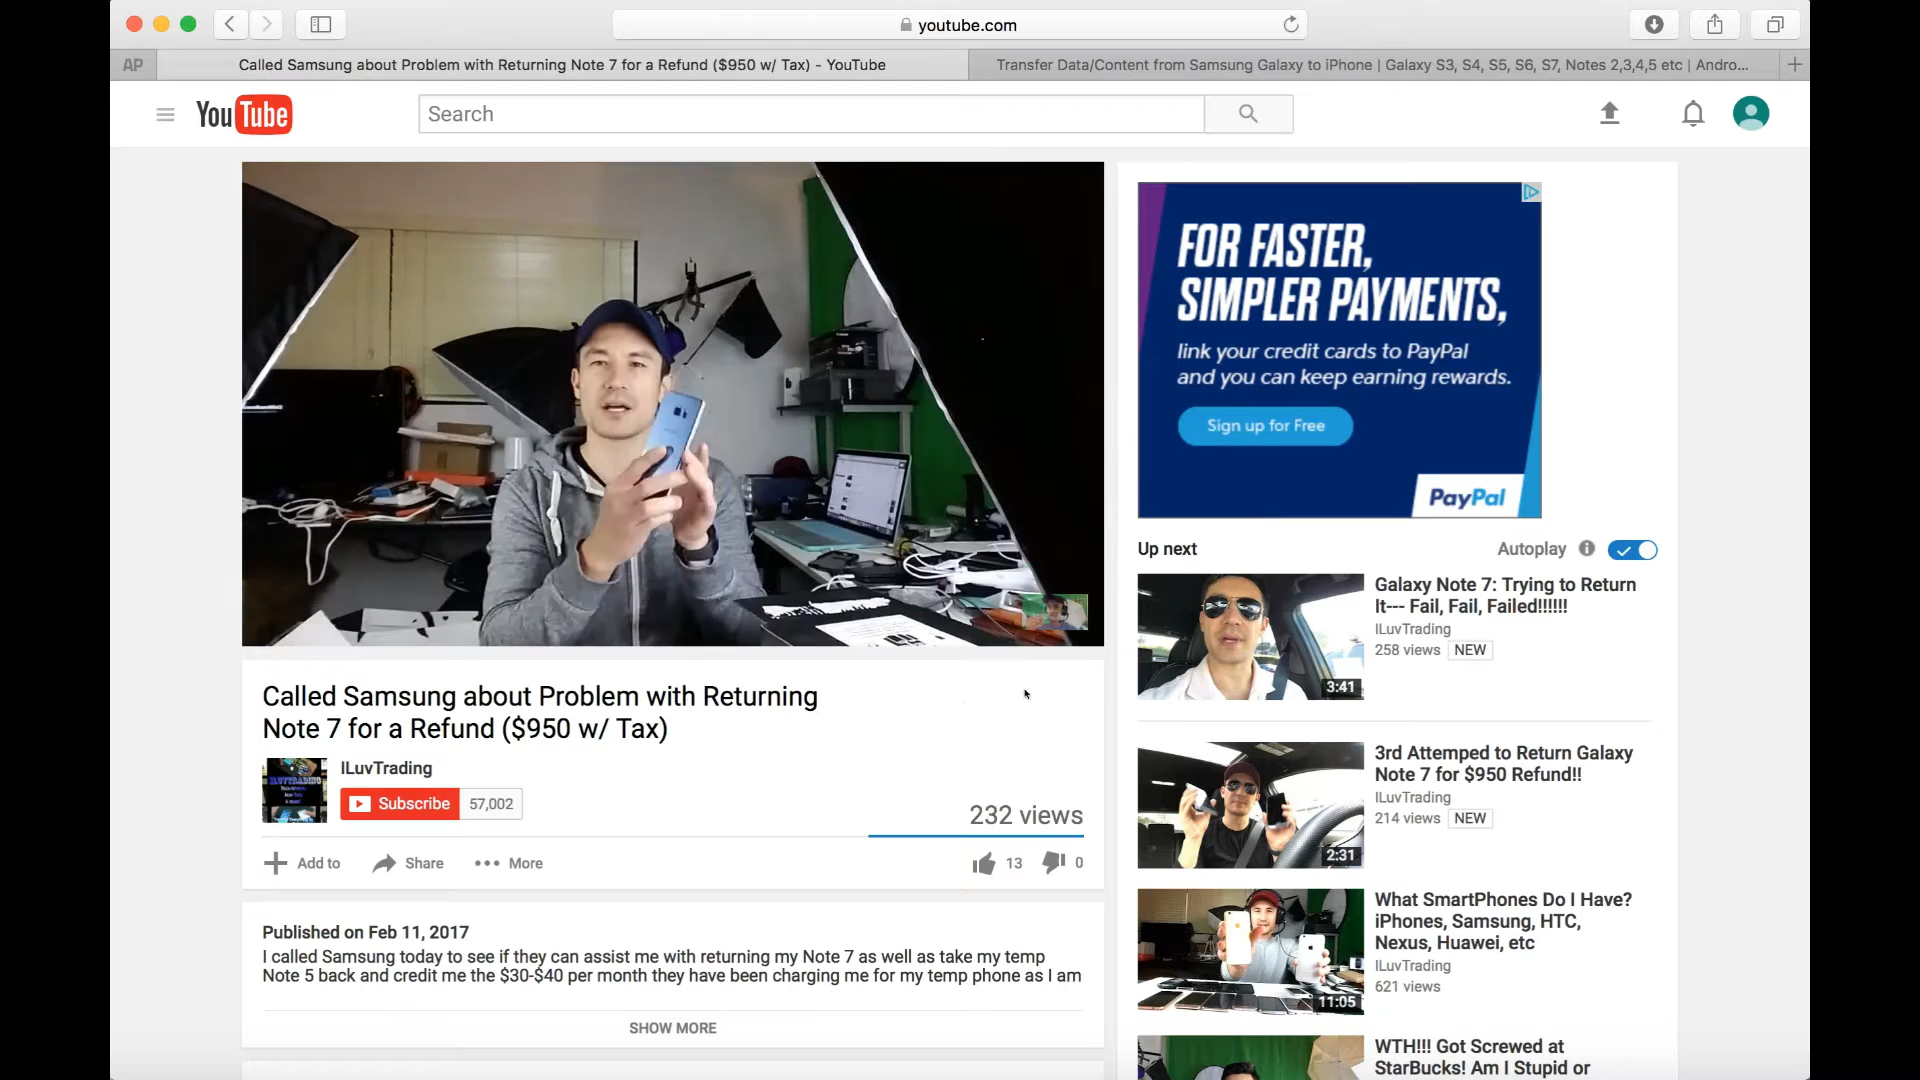 youtube.com
AP
Called Samsung about Problem with Returning Note 7 for a Refund ($950 w/ Tax) - YouTube
Transfer Data/Content from Samsung Galaxy to iPhone | Galaxy S3, S4, S5, S6, S7, Notes 2,3,4,5 etc | Andro...
YouTube
Search
FOR FASTER,
SIMPLER PAYMENTS,
link your credit cards to PayPal
and you can keep earning rewards.
Sign up for Free
PayPal
Called Samsung about Problem with Returning
Note 7 for a Refund ($950 w/ Tax)
ILuvTrading
Subscribe 57,002
232 views
Add to Share More 13 0
Published on Feb 11, 2017
I called Samsung today to see if they can assist me with returning my Note 7 as well as take my temp
Note 5 back and credit me the $30-$40 per month they have been charging me for my temp phone as I am
SHOW MORE
Up next Autoplay
Galaxy Note 7: Trying to Return
It--- Fail, Fail, Failed!!!!!!
ILuvTrading
258 views NEW
3:41
3rd Attemped to Return Galaxy
Note 7 for $950 Refund!!
ILuvTrading
214 views NEW
2:31
What SmartPhones Do I Have?
iPhones, Samsung, HTC,
Nexus, Huawei, etc
ILuvTrading
621 views
11:05
WTH!!! Got Screwed at
StarBucks! Am I Stupid or